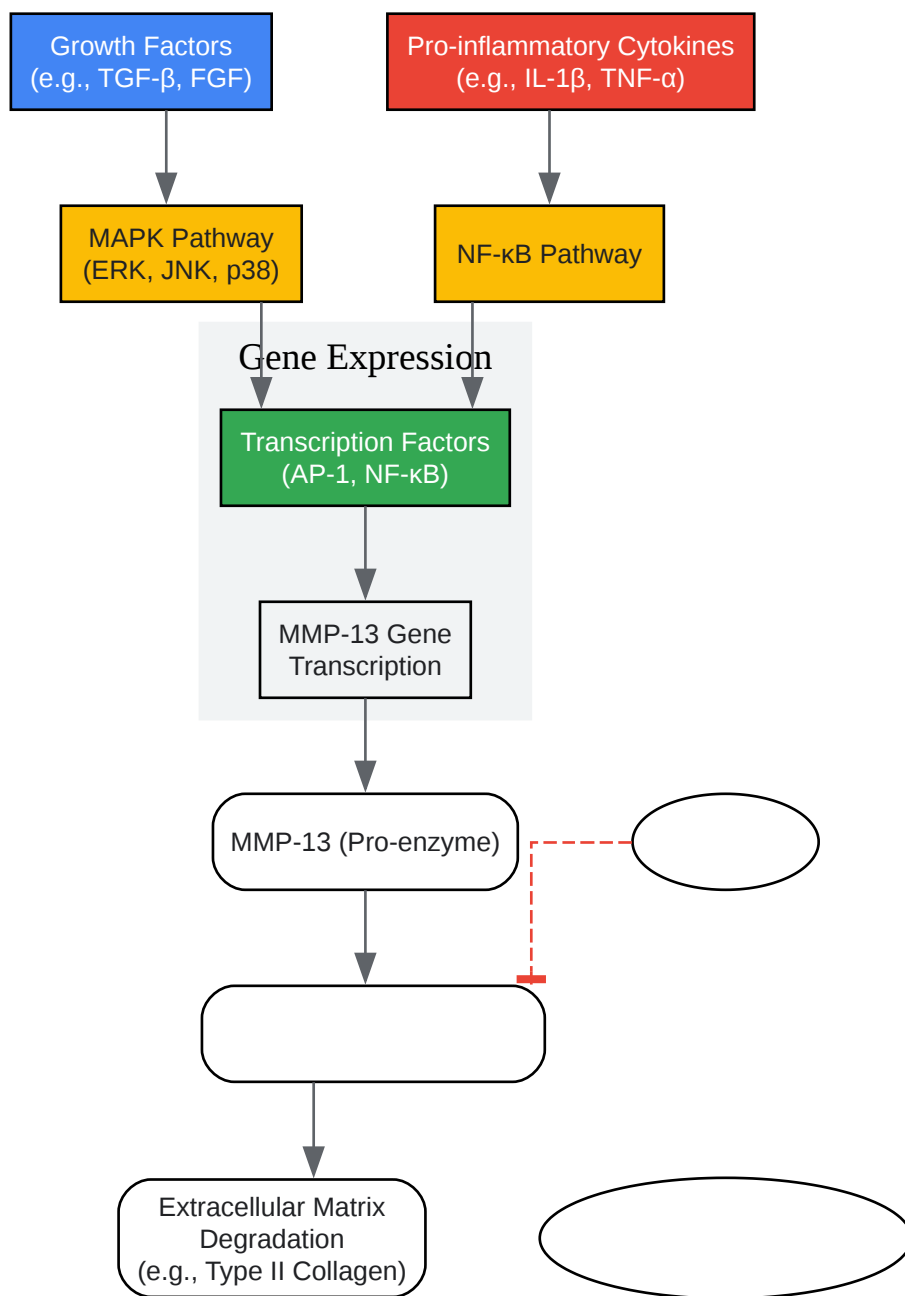 Growth Factors
(e.g., TGF-β, FGF)
Pro-inflammatory Cytokines
(e.g., IL-1β, TNF-α)
MAPK Pathway
(ERK, JNK, p38)
NF-κB Pathway
Gene Expression
Transcription Factors
(AP-1, NF-κB)
MMP-13 Gene
Transcription
MMP-13 (Pro-enzyme)
Extracellular Matrix
Degradation
(e.g., Type II Collagen)